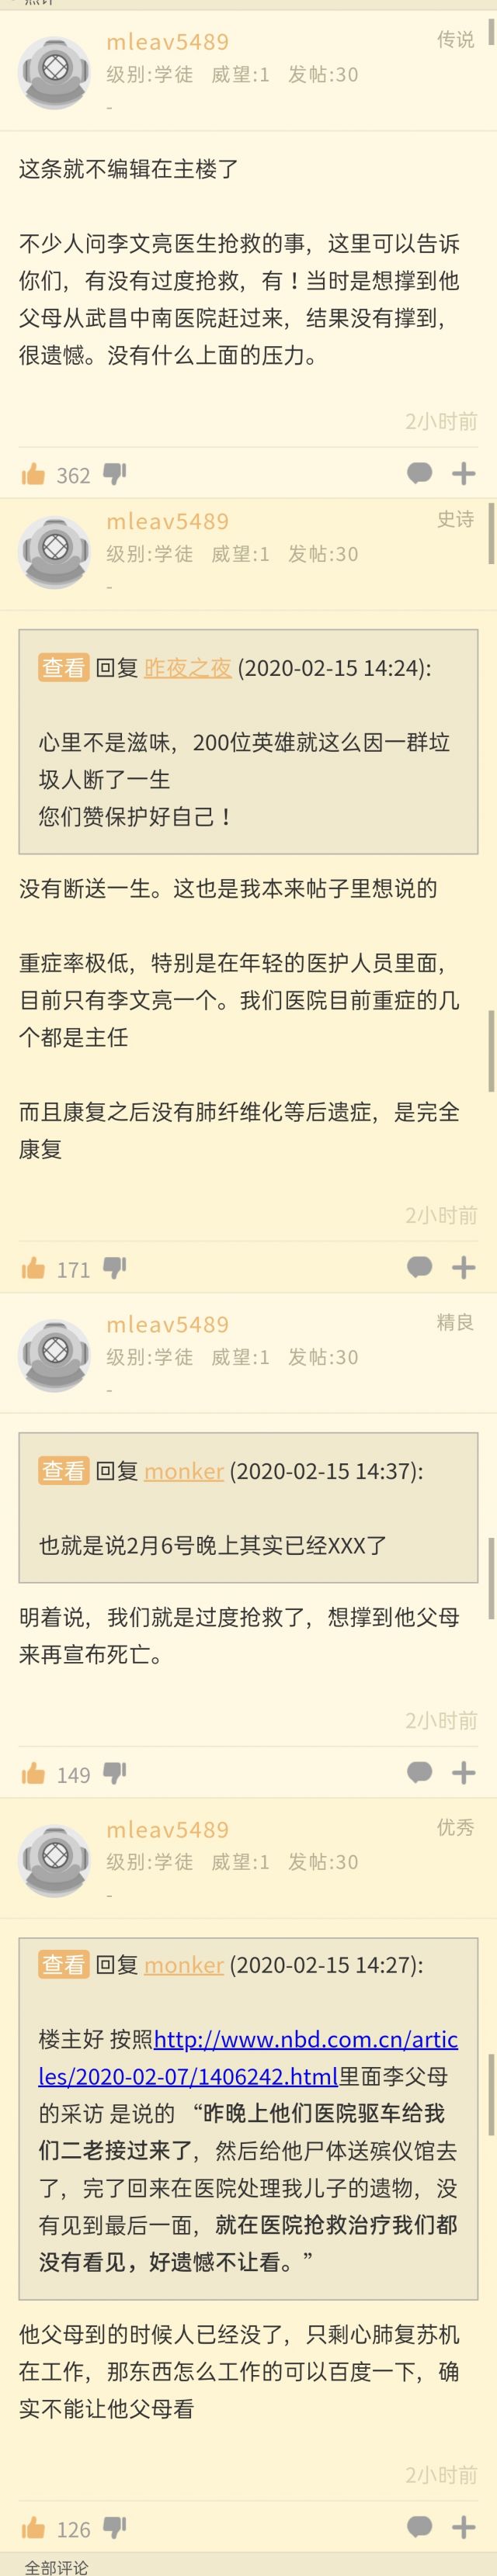 mleav5489
传说
级别:学徒 威望:1 发帖:30
-
这条就不编辑在主楼了
不少人问李文亮医生抢救的事，这里可以告诉
你们，有没有过度抢救，有！当时是想撑到他
父母从武昌中南医院赶过来，结果没有撑到，
很遗憾。没有什么上面的压力。
2小时前
362
mleav5489
史诗
级别:学徒 威望:1 发帖:30
-
查看 回复 昨夜之夜 (2020-02-15 14:24):
心里不是滋味，200位英雄就这么因一群垃
圾人断了一生
您们赞保护好自己！
没有断送一生。这也是我本来帖子里想说的
重症率极低，特别是在年轻的医护人员里面，
目前只有李文亮一个。我们医院目前重症的几
个都是主任
而且康复之后没有肺纤维化等后遗症，是完全
康复
2小时前
171
mleav5489
精良
级别:学徒 威望:1 发帖:30
-
查看 回复 monker (2020-02-15 14:37):
也就是说2月6号晚上其实已经XXX了
明着说，我们就是过度抢救了，想撑到他父母
来再宣布死亡。
2小时前
149
mleav5489
优秀
级别:学徒 威望:1 发帖:30
-
查看 回复 monker (2020-02-15 14:27):
楼主好 按照http://www.nbd.com.cn/artic
les/2020-02-07/1406242.html里面李父母
的采访 是说的 “昨晚上他们医院驱车给我
们二老接过来了，然后给他尸体送殡仪馆去
了，完了回来在医院处理我儿子的遗物，没
有见到最后一面，就在医院抢救治疗我们都
没有看见，好遗憾不让看。”
他父母到的时候人已经没了，只剩心肺复苏机
在工作，那东西怎么工作的可以百度一下，确
实不能让他父母看
2小时前
126
全部评论